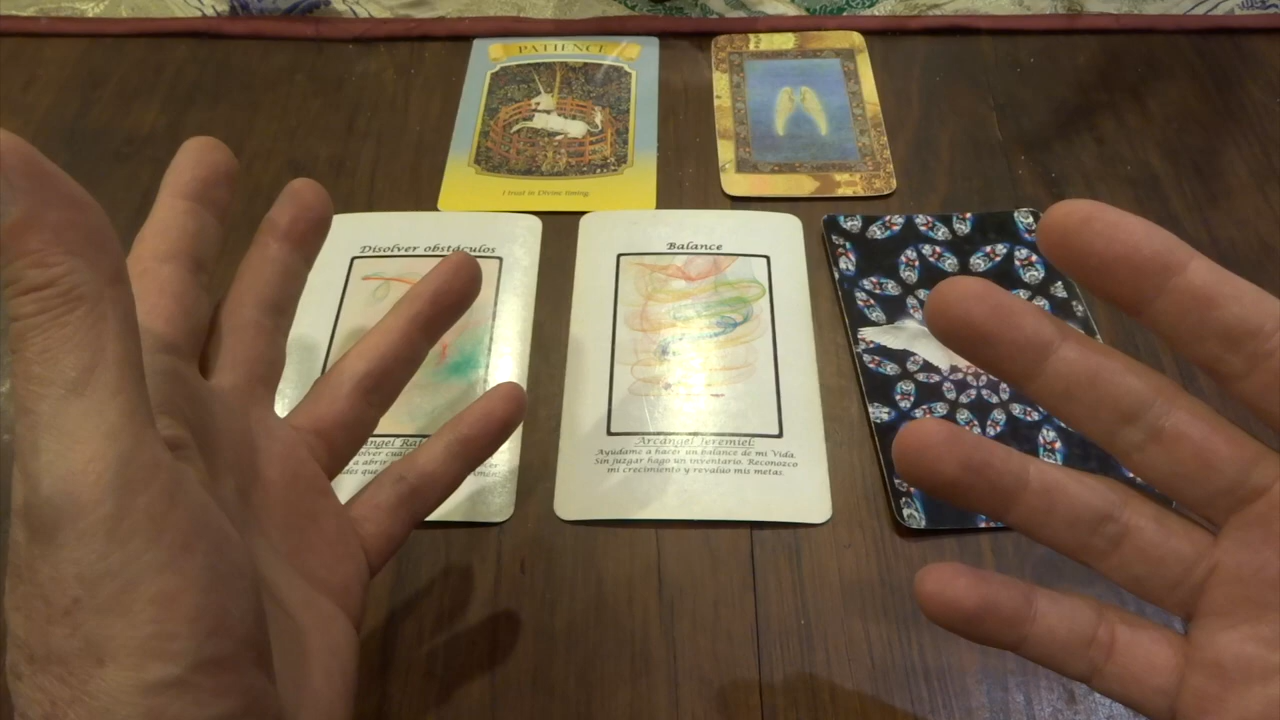 PATIENCE
I trust in Divine timing.
Disolver obstáculos
Balance
Arcángel Jeremiel:
Ayúdame a hacer un balance de mi Vida.
Sin juzgar hago un inventario. Reconozco
mi crecimiento y revalúo mis metas.